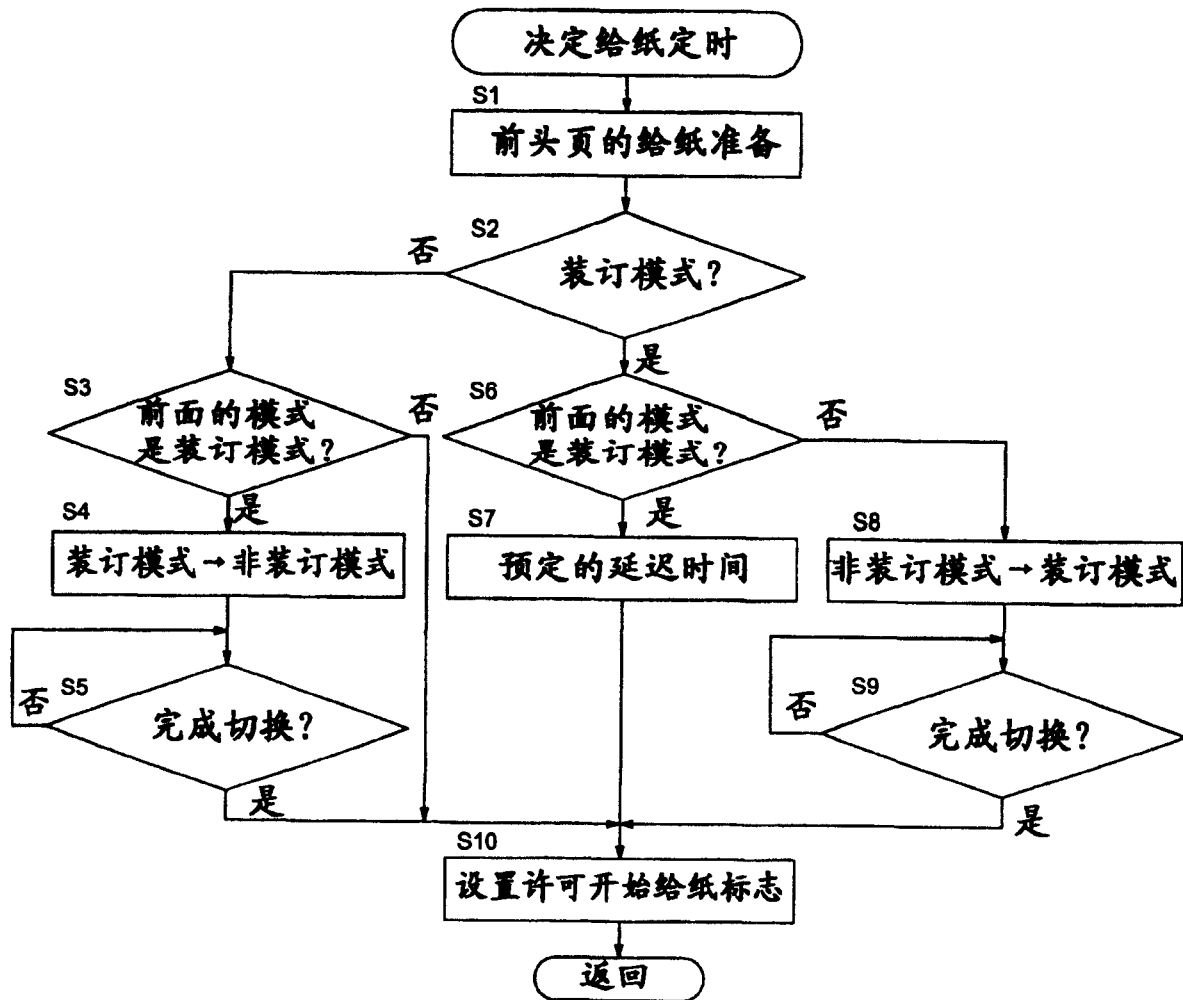 决定给纸定时
S1
前头页的给纸准备
S2
否
装订模式?
是
S3
前面的模式
是装订模式?
否
S6
前面的模式
是装订模式?
否
是
S4
装订模式→非装订模式
是
S7
预定的延迟时间
S8
非装订模式→装订模式
S5
否
完成切换?
是
S9
否
完成切换?
是
S10
设置许可开始给纸标志
返回